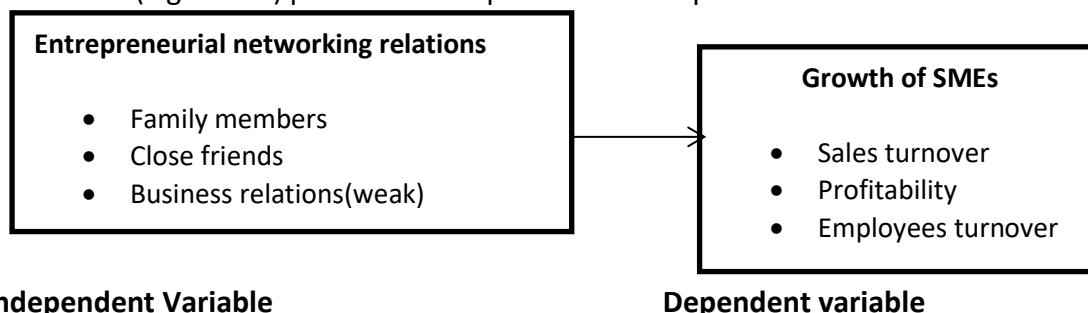 Entrepreneurial networking relations
• Family members
• Close friends
• Business relations(weak)
Growth of SMEs
• Sales turnover
• Profitability
• Employees turnover
ndependent Variable
Dependent variable